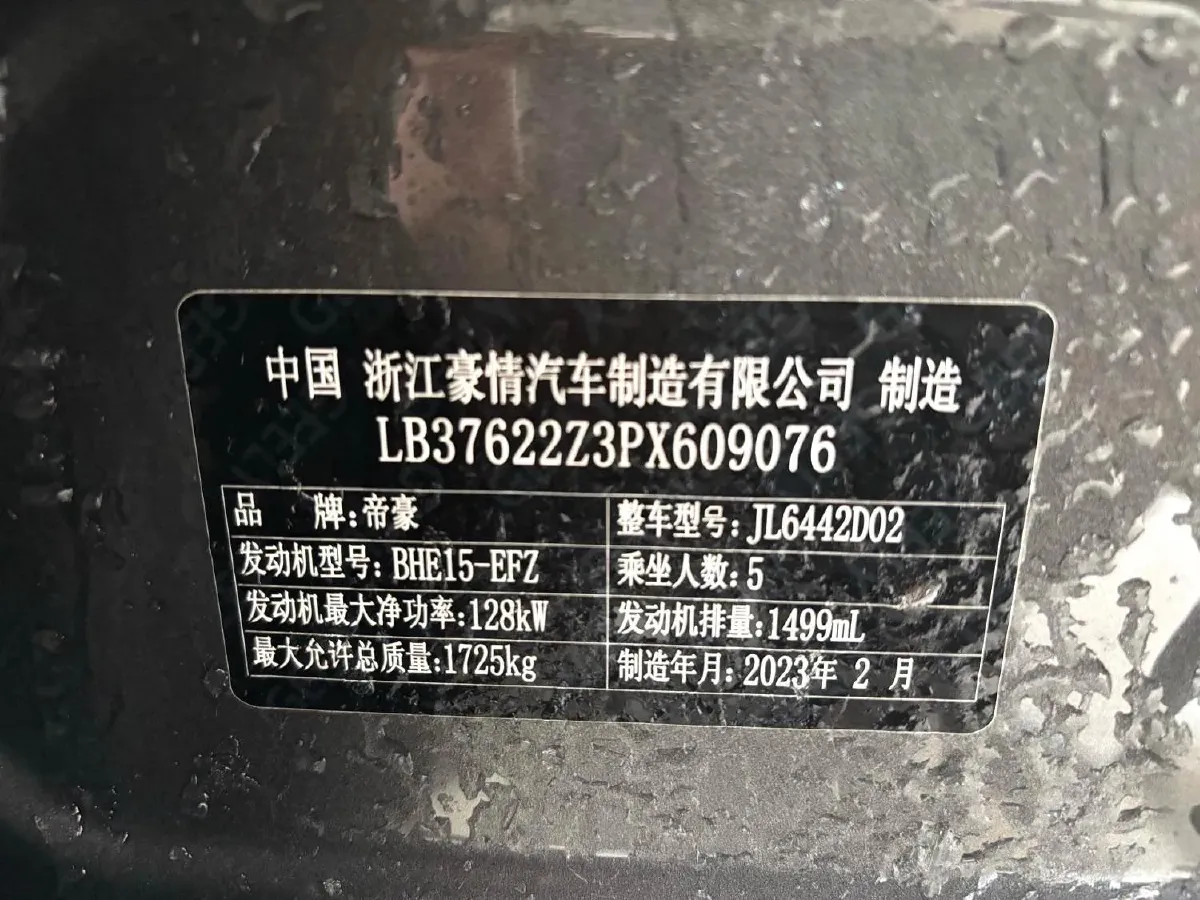 中国 浙江豪情汽车制造有限公司 制造
LB37622Z3PX609076
品 牌:帝豪 整车型号:JL6442D02
发动机型号:BHE15-EFZ 乘坐人数:5
发动机最大净功率:128kW 发动机排量:1499mL
最大允许总质量:1725kg 制造年月:2023年 2 月